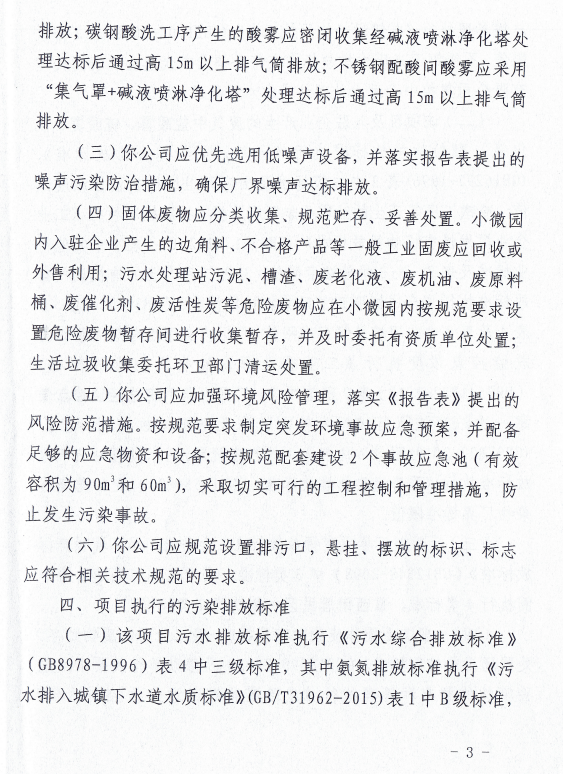 排放；碳钢酸洗工序产生的酸雾应密闭收集经碱液喷淋净化塔处
理达标后通过高 15m 以上排气筒排放；不锈钢配酸间酸雾应采用
“集气罩+碱液喷淋净化塔”处理达标后通过高 15m 以上排气筒
排放。
（三）你公司应优先选用低噪声设备，并落实报告表提出的
噪声污染防治措施，确保厂界噪声达标排放。
（四）固体废物应分类收集、规范贮存、妥善处置。小微园
内入驻企业产生的边角料、不合格产品等一般工业固废应回收或
外售利用；污水处理站污泥、槽渣、废老化液、废机油、废原料
桶、废催化剂、废活性炭等危险废物应在小微园内按规范要求设
置危险废物暂存间进行收集暂存，并及时委托有资质单位处置；
生活垃圾收集委托环卫部门清运处置。
（五）你公司应加强环境风险管理，落实《报告表》提出的
风险防范措施。按规范要求制定突发环境事故应急预案，并配备
足够的应急物资和设备；按规范配套建设 2 个事故应急池（有效
容积为 90m³和 60m³），采取切实可行的工程控制和管理措施，防
止发生污染事故。
（六）你公司应规范设置排污口，悬挂、摆放的标识、标志
应符合相关技术规范的要求。
四、项目执行的污染排放标准
（一）该项目污水排放标准执行《污水综合排放标准》
（GB8978-1996）表 4 中三级标准，其中氨氮排放标准执行《污
水排入城镇下水道水质标准》（GB/T31962-2015）表 1 中 B 级标准，
- 3 -